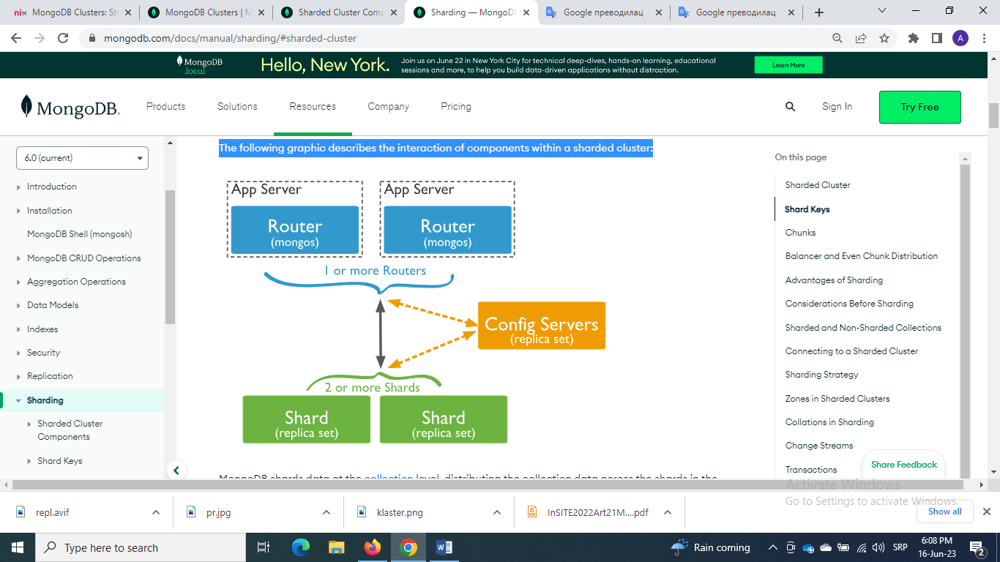 MongoDB Clusters: St
MongoDB Clusters | M
Sharded Cluster Comp
Sharding — MongoDB
Google преводилац
Google преводилац
mongodb.com/docs/manual/sharding/#sharded-cluster
A
MongoDB
.local
Hello, New York.
Join us on June 22 in New York City for technical deep-dives, hands-on learning, educational
sessions and more, to help you build data-driven applications without distraction.
Learn More
MongoDB.
Products
Solutions
Resources
Company
Pricing
Sign In
Try Free
6.0 (current)
Introduction
Installation
MongoDB Shell (mongosh)
MongoDB CRUD Operations
Aggregation Operations
Data Models
Indexes
Security
Replication
Sharding
Sharded Cluster
Components
Shard Keys
The following graphic describes the interaction of components within a sharded cluster:
App Server
Router
(mongos)
App Server
Router
(mongos)
1 or more Routers
Config Servers
(replica set)
2 or more Shards
Shard
(replica set)
Shard
(replica set)
MongoDB shards data at the collection level, distributing the collection data across the shards in the
On this page
Sharded Cluster
Shard Keys
Chunks
Balancer and Even Chunk Distribution
Advantages of Sharding
Considerations Before Sharding
Sharded and Non-Sharded Collections
Connecting to a Sharded Cluster
Sharding Strategy
Zones in Sharded Clusters
Collations in Sharding
Change Streams
Transactions
Share Feedback
Activate Windows
Go to Settings to activate Windows.
repl.avif
pr.jpg
klaster.png
InSITE2022Art21M....pdf
Show all
Type here to search
Rain coming
SRP
6:08 PM
16-Jun-23
2